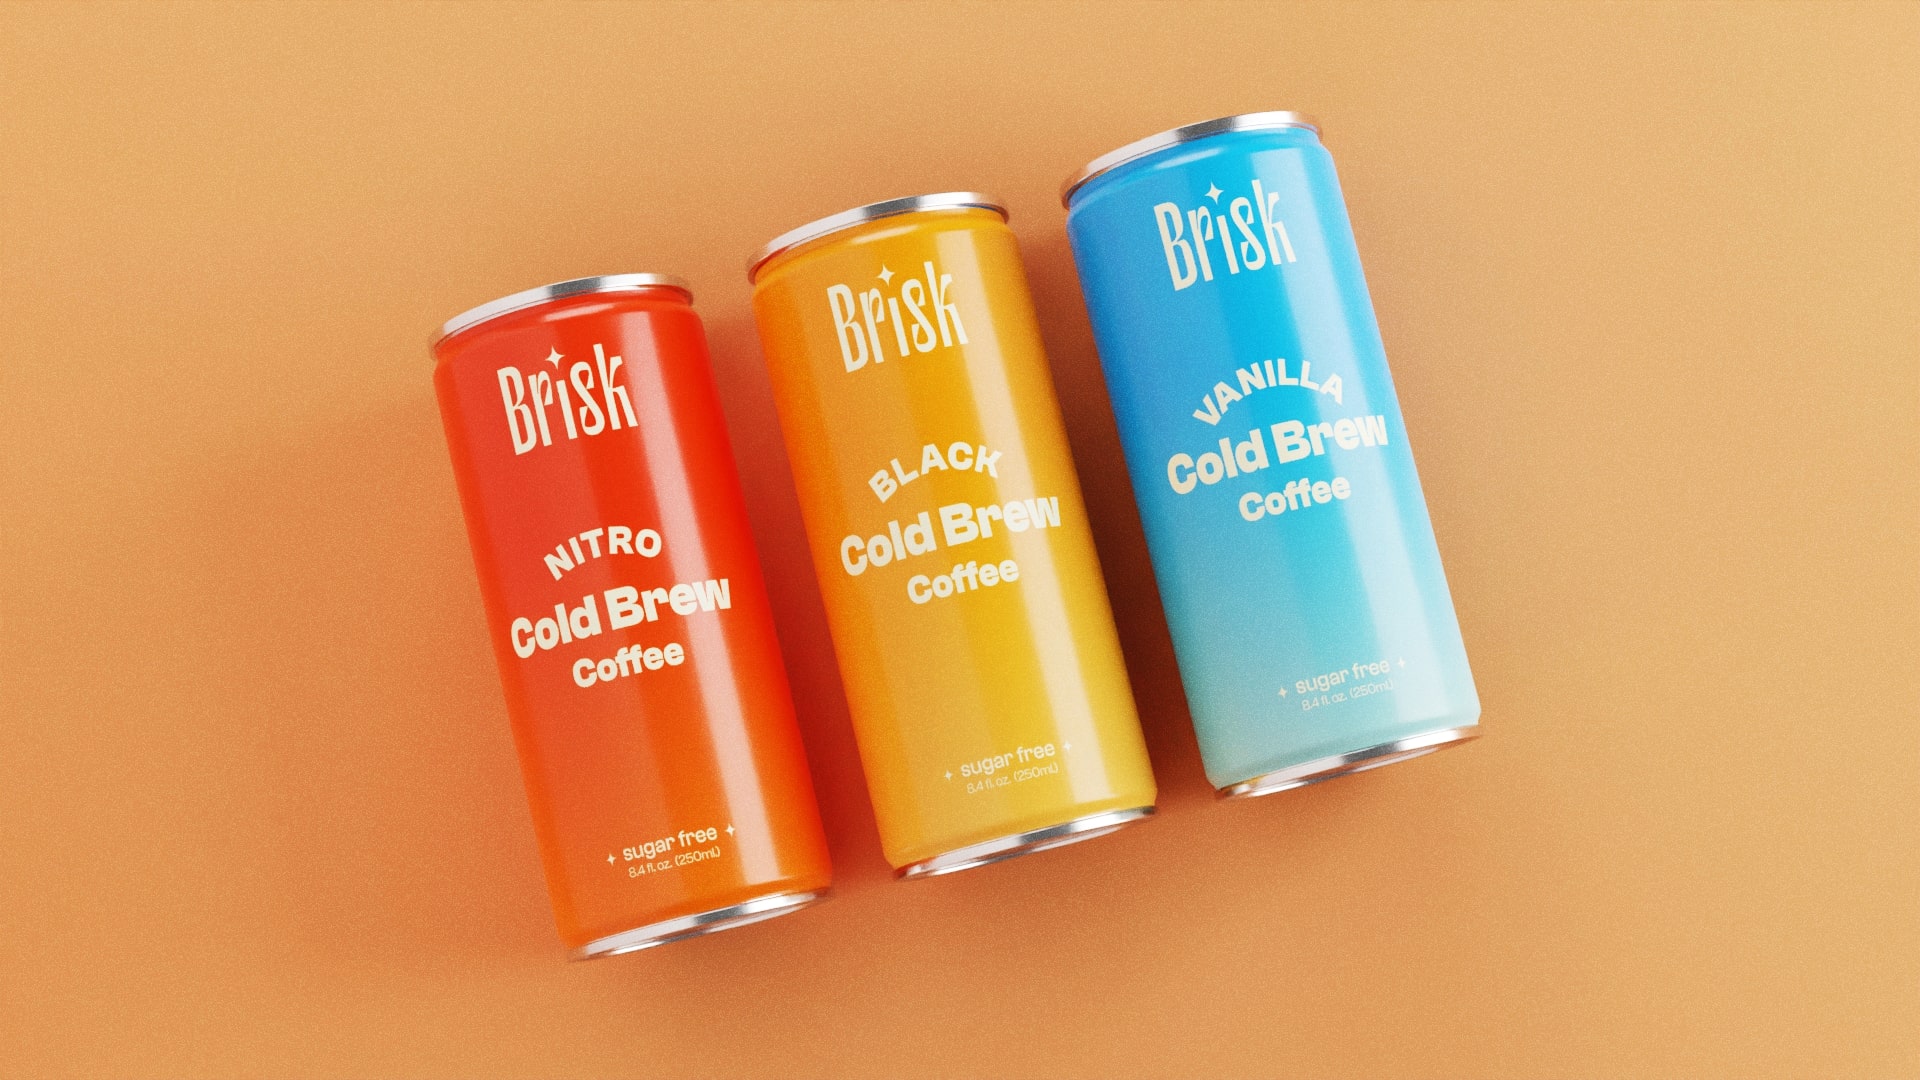 Brisk
NITRO
Cold Brew
Coffee
sugar free
8.4 fl. oz. (250ml)
Brisk
BLACK
Cold Brew
Coffee
sugar free
8.4 fl. oz. (250ml)
Brisk
VANILLA
Cold Brew
Coffee
sugar free
8.4 fl. oz. (250ml)